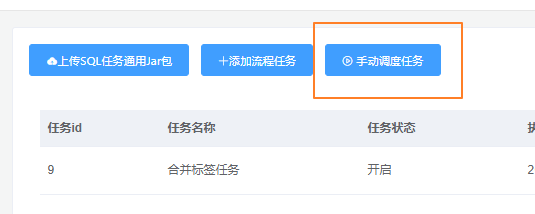 上传SQL任务通用Jar包 添加流程任务 手动调度任务
任务id 任务名称 任务状态 执
9 合并标签任务 开启 2